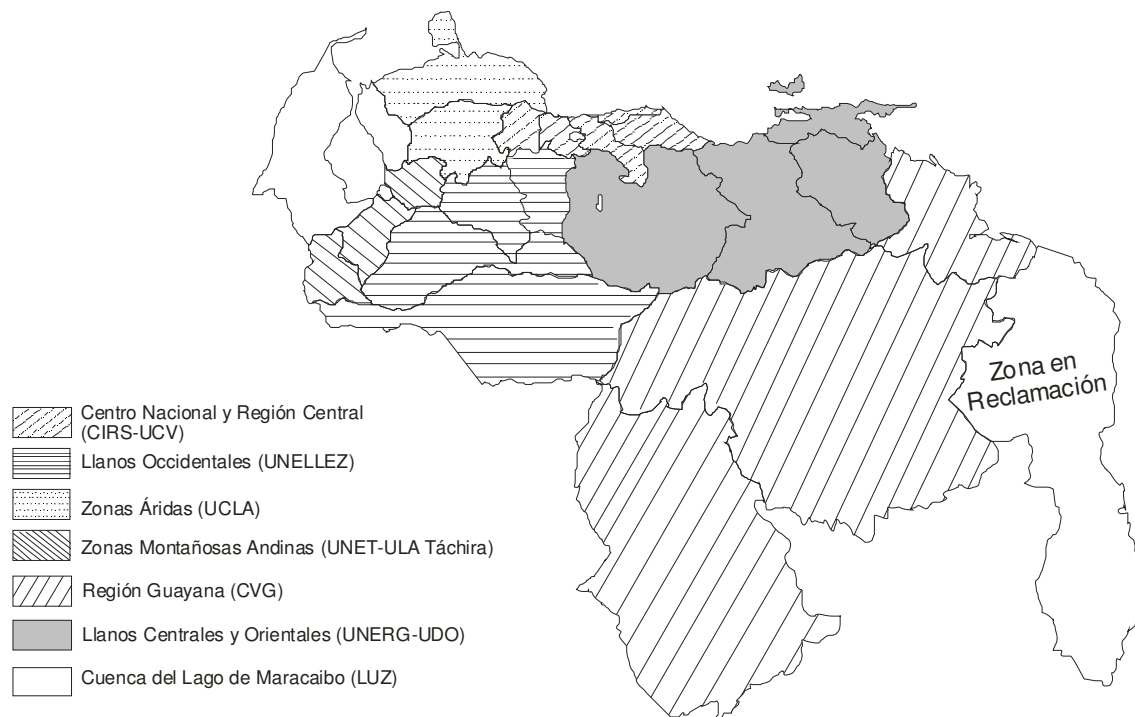 Zona en
Reclamación
Centro Nacional y Región Central
(CIRS-UCV)
Llanos Occidentales (UNELLEZ)
Zonas Áridas (UCLA)
Zonas Montañosas Andinas (UNET-ULA Táchira)
Región Guayana (CVG)
Llanos Centrales y Orientales (UNERG-UDO)
Cuenca del Lago de Maracaibo (LUZ)